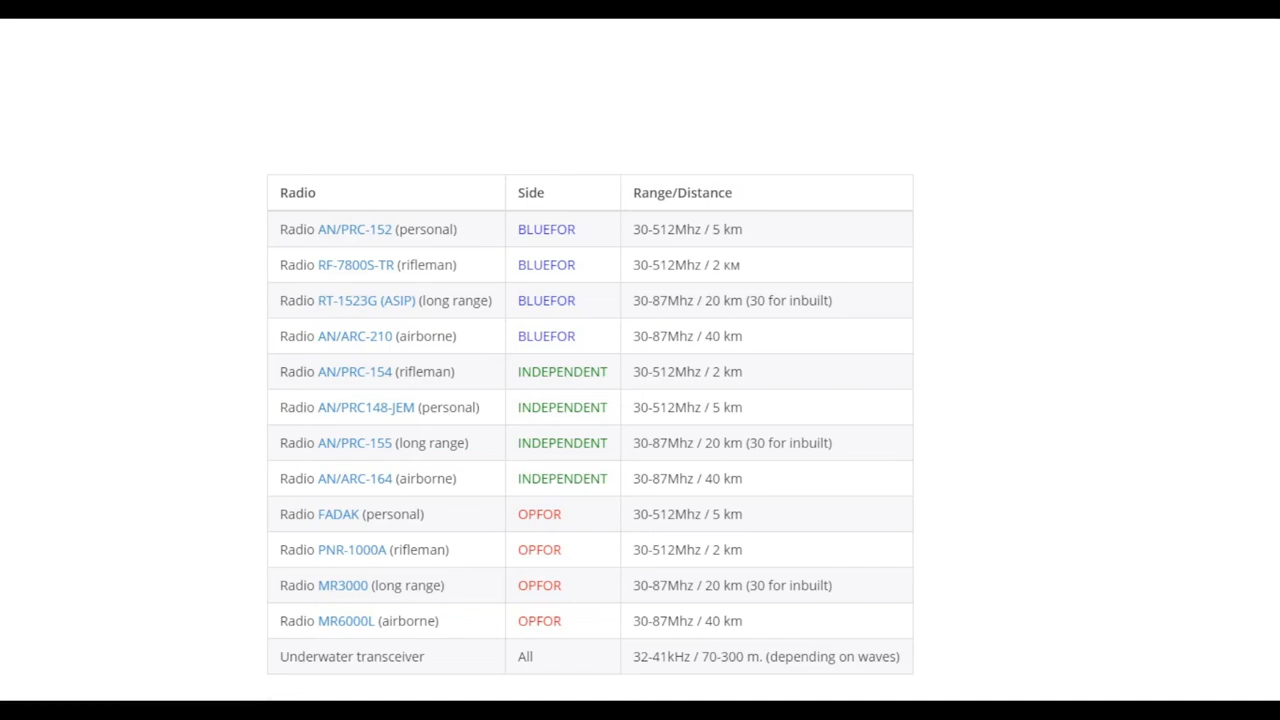 Radio Side Range/Distance
Radio AN/PRC-152 (personal) BLUEFOR 30-512Mhz / 5 km
Radio RF-7800S-TR (rifleman) BLUEFOR 30-512Mhz / 2 км
Radio RT-1523G (ASIP) (long range) BLUEFOR 30-87Mhz / 20 km (30 for inbuilt)
Radio AN/ARC-210 (airborne) BLUEFOR 30-87Mhz / 40 km
Radio AN/PRC-154 (rifleman) INDEPENDENT 30-512Mhz / 2 km
Radio AN/PRC148-JEM (personal) INDEPENDENT 30-512Mhz / 5 km
Radio AN/PRC-155 (long range) INDEPENDENT 30-87Mhz / 20 km (30 for inbuilt)
Radio AN/ARC-164 (airborne) INDEPENDENT 30-87Mhz / 40 km
Radio FADAK (personal) OPFOR 30-512Mhz / 5 km
Radio PNR-1000A (rifleman) OPFOR 30-512Mhz / 2 km
Radio MR3000 (long range) OPFOR 30-87Mhz / 20 km (30 for inbuilt)
Radio MR6000L (airborne) OPFOR 30-87Mhz / 40 km
Underwater transceiver All 32-41kHz / 70-300 m. (depending on waves)